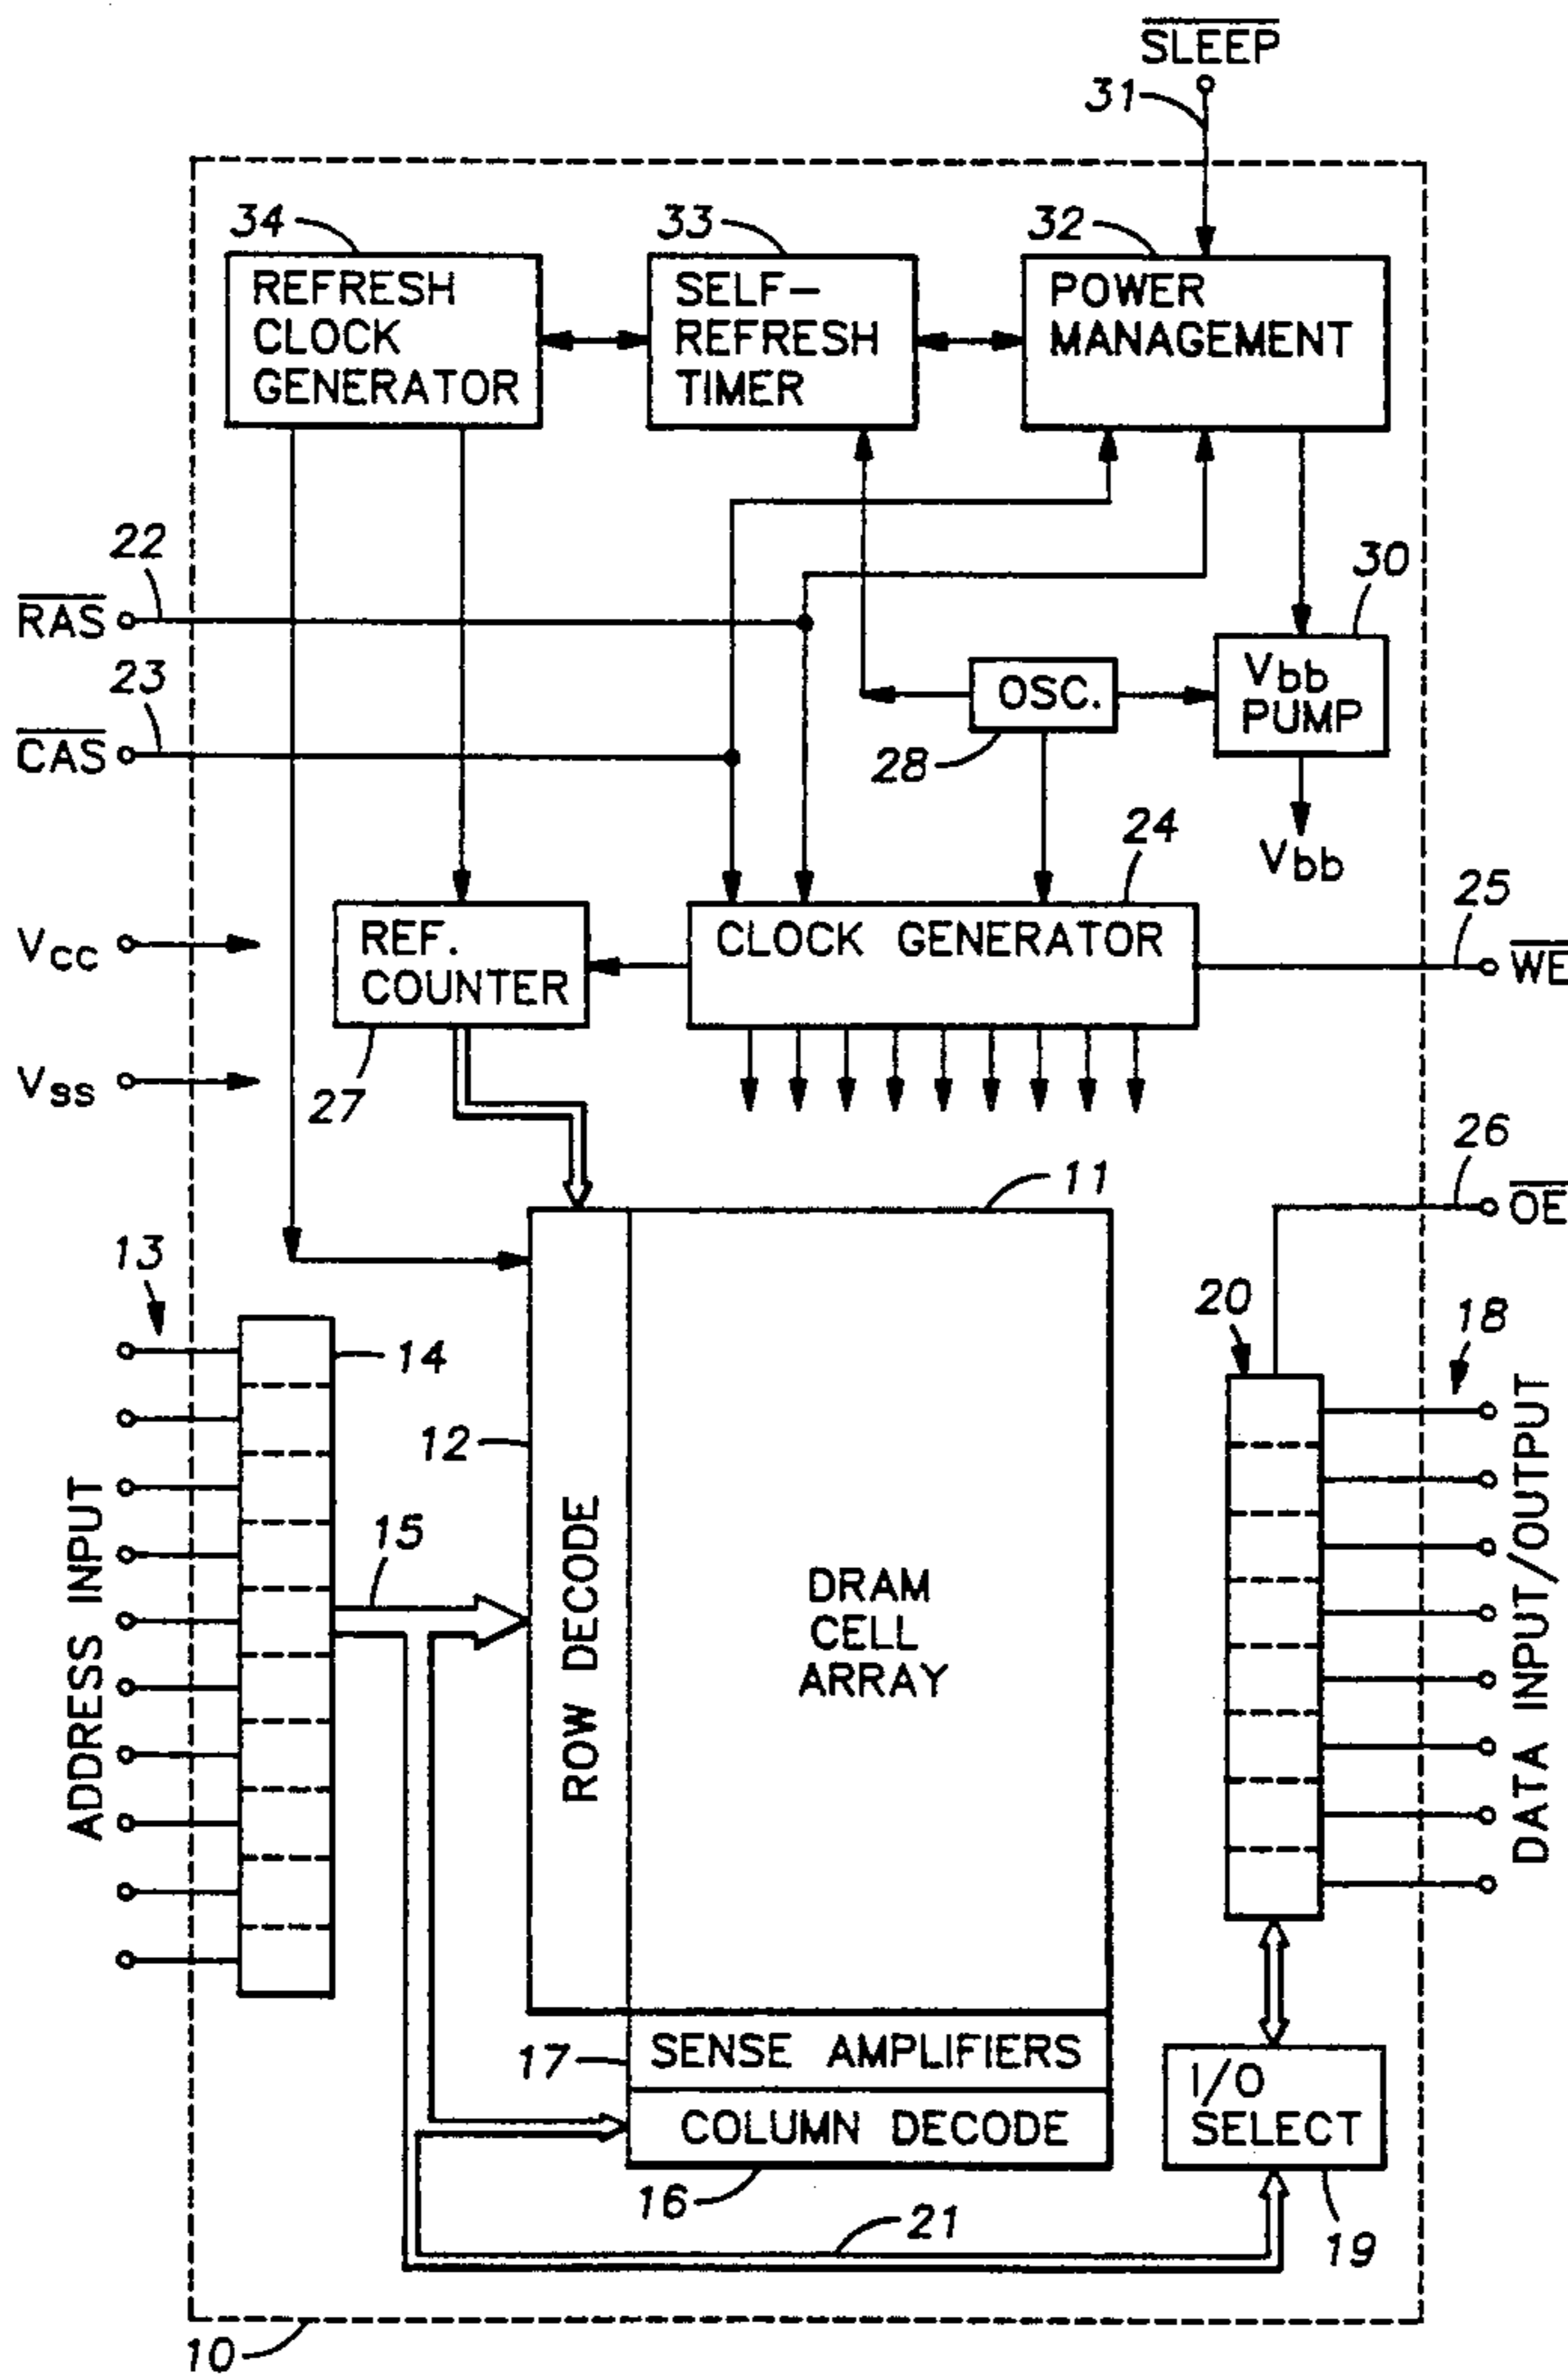 SLEEP
31
34
33
32
REFRESH
CLOCK
GENERATOR
SELF-
REFRESH
TIMER
POWER
MANAGEMENT
22
RAS
30
23
CAS
OSC.
28
Vbb
PUMP
Vbb
24
25
WE
VCC
REF.
COUNTER
CLOCK GENERATOR
VSS
27
26
OE
11
13
14
12
20
18
ADDRESS INPUT
15
ROW DECODE
DRAM
CELL
ARRAY
DATA INPUT/OUTPUT
17
SENSE AMPLIFIERS
COLUMN DECODE
16
I/O
SELECT
21
19
10